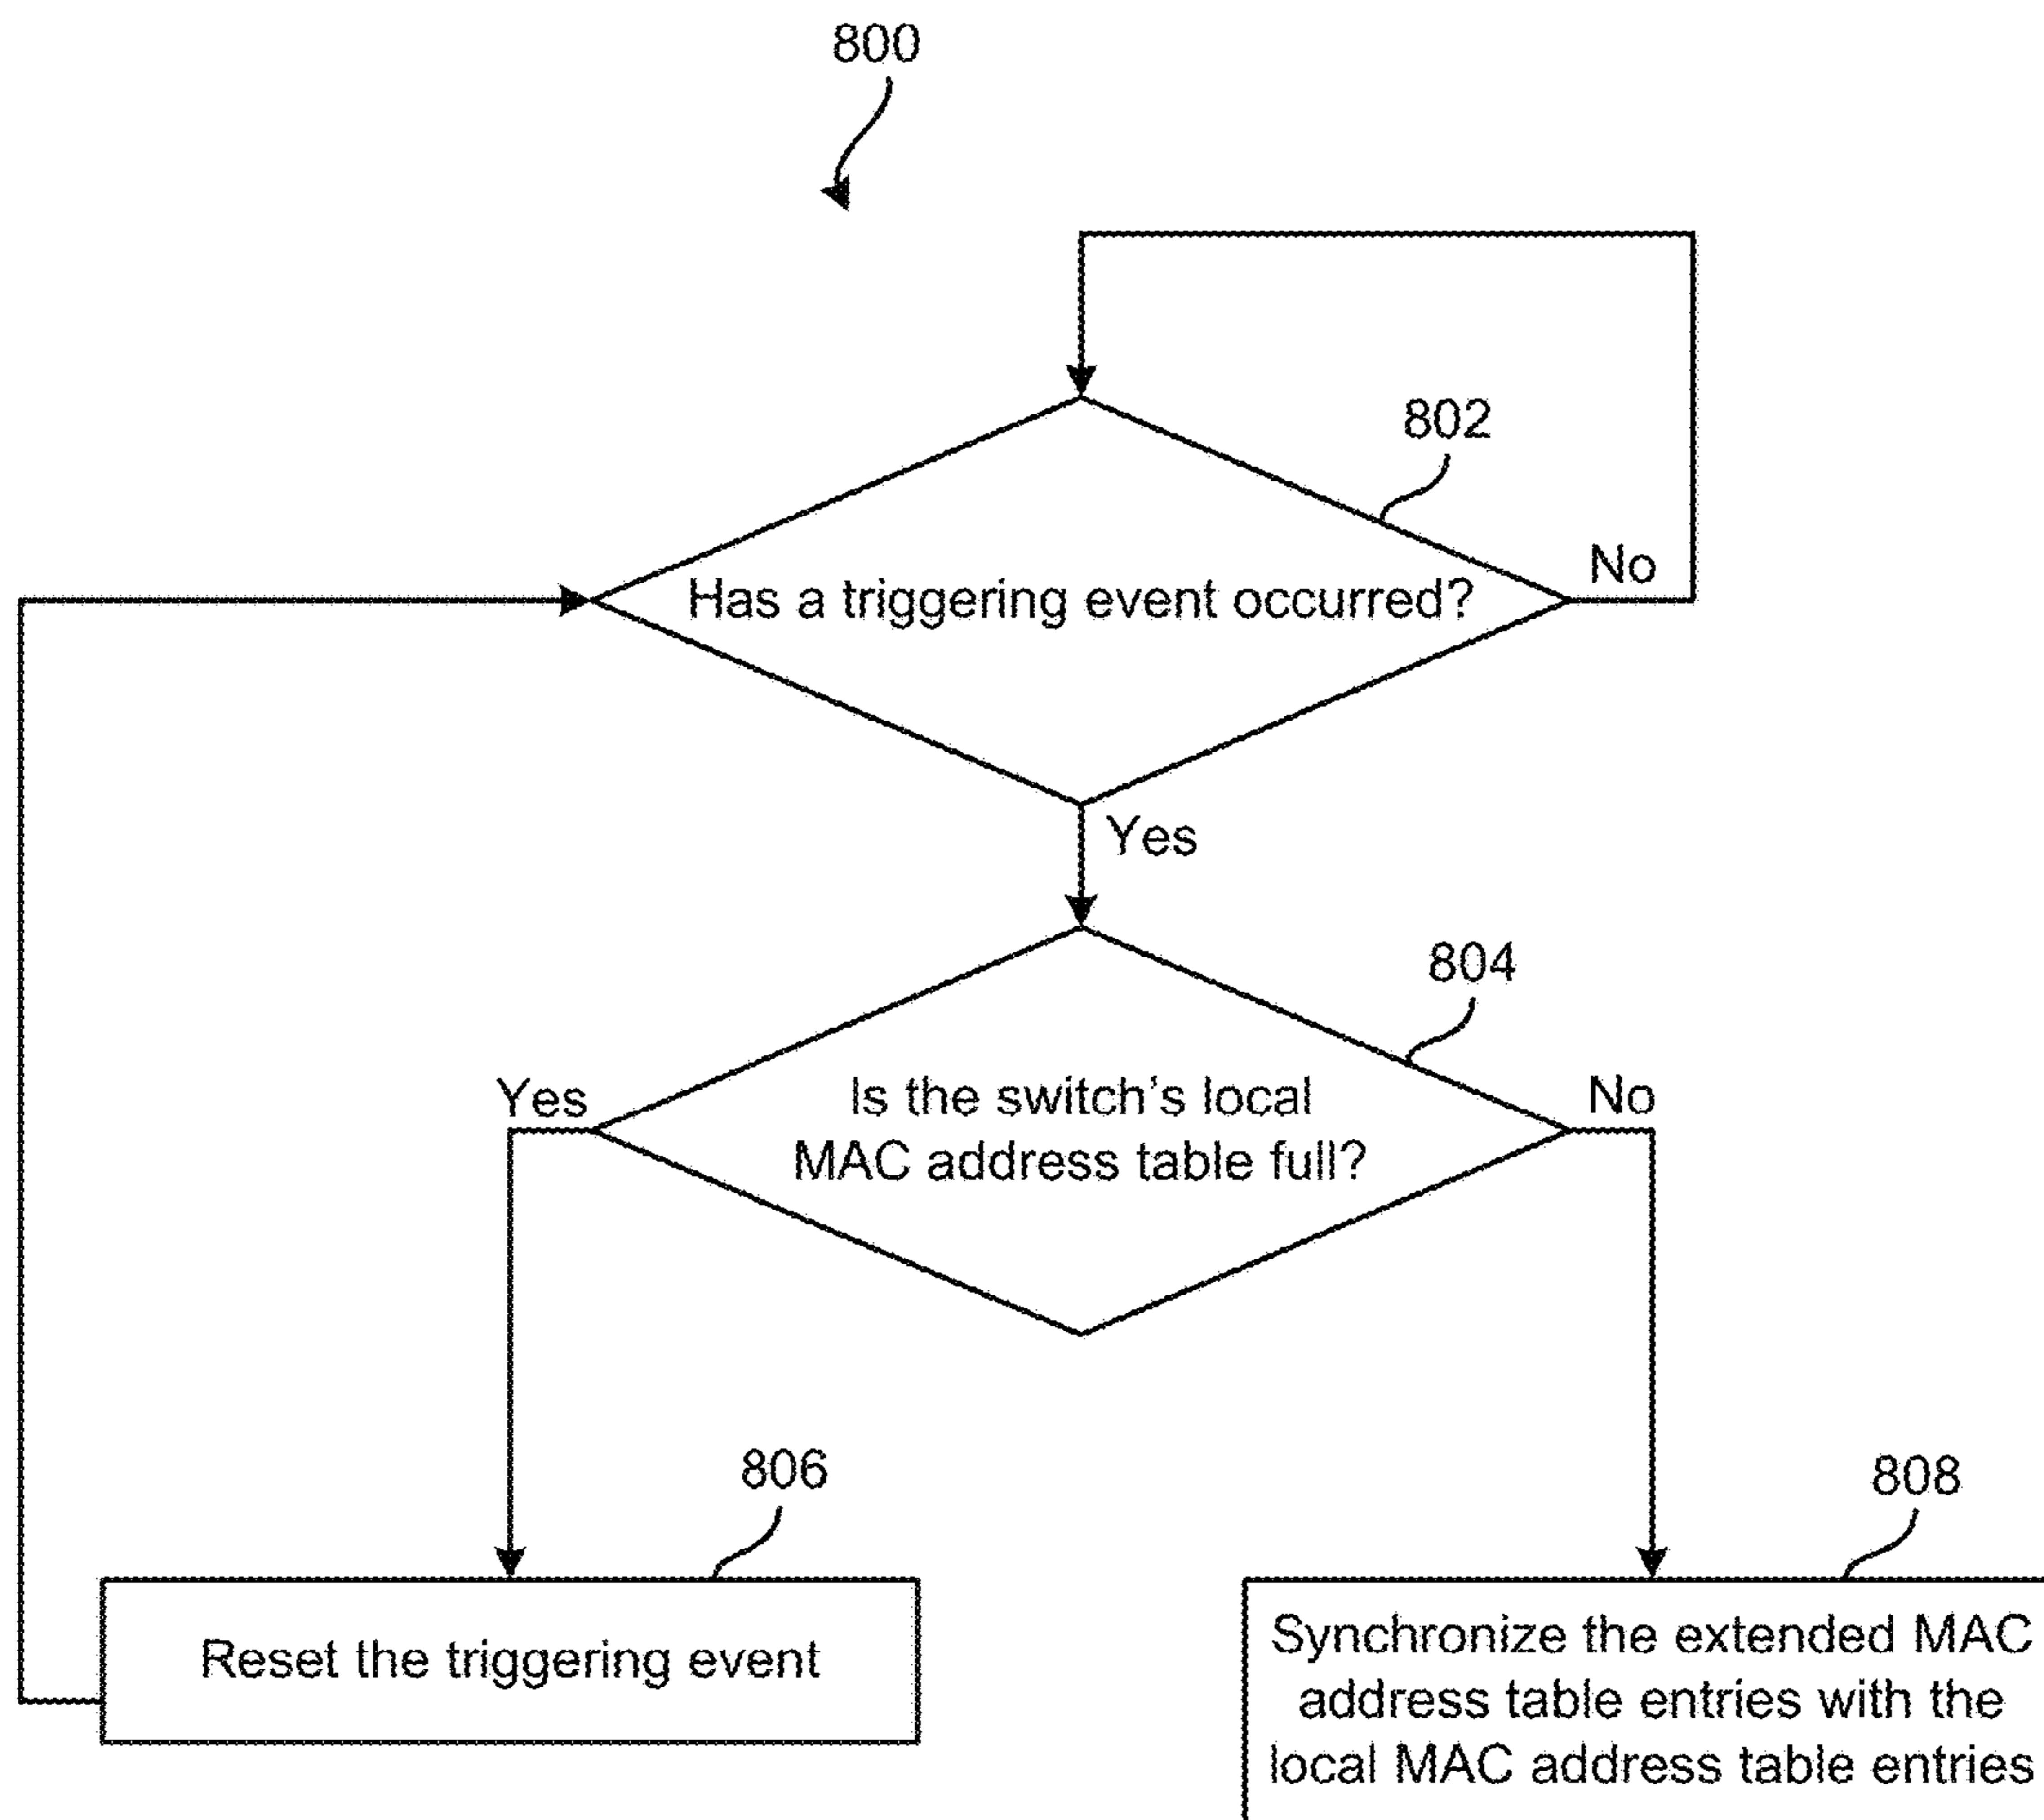 800
802
No
Has a triggering event occurred?
Yes
804
Yes
Is the switch's local
MAC address table full?
No
806
808
Reset the triggering event
Synchronize the extended MAC
address table entries with the
local MAC address table entries